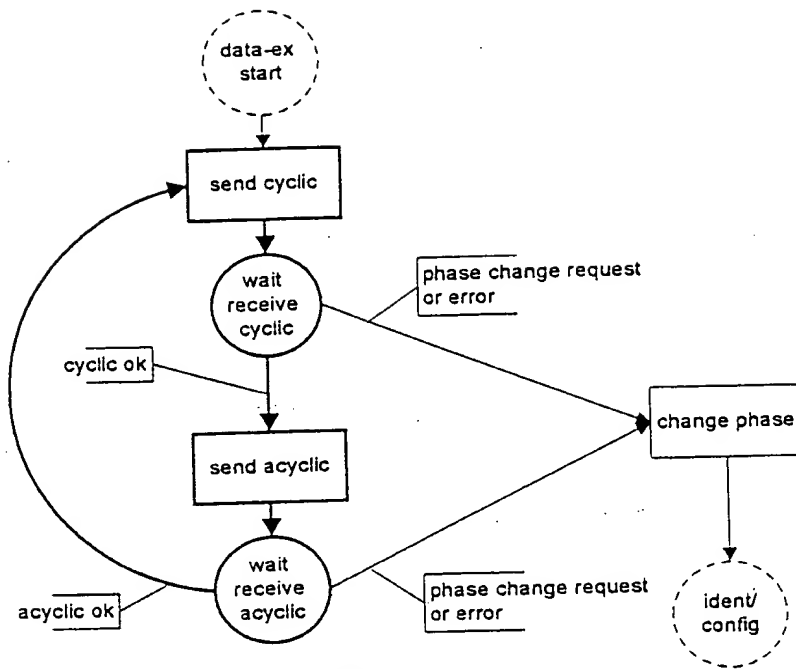 data-ex
start
send cyclic
wait
receive
cyclic
phase change request
or error
cyclic ok
change phase
send acyclic
wait
receive
acyclic
acyclic ok
phase change request
or error
ident/
config